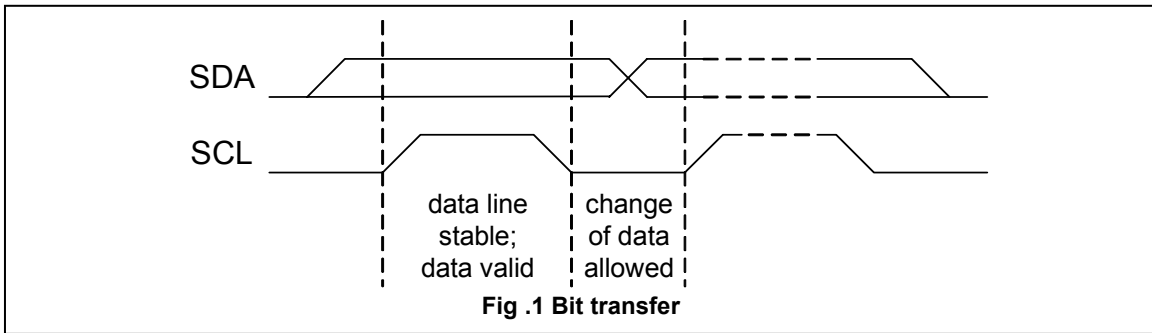 SDA
SCL
data line
stable;
data valid
change
of data
allowed
Fig .1 Bit transfer